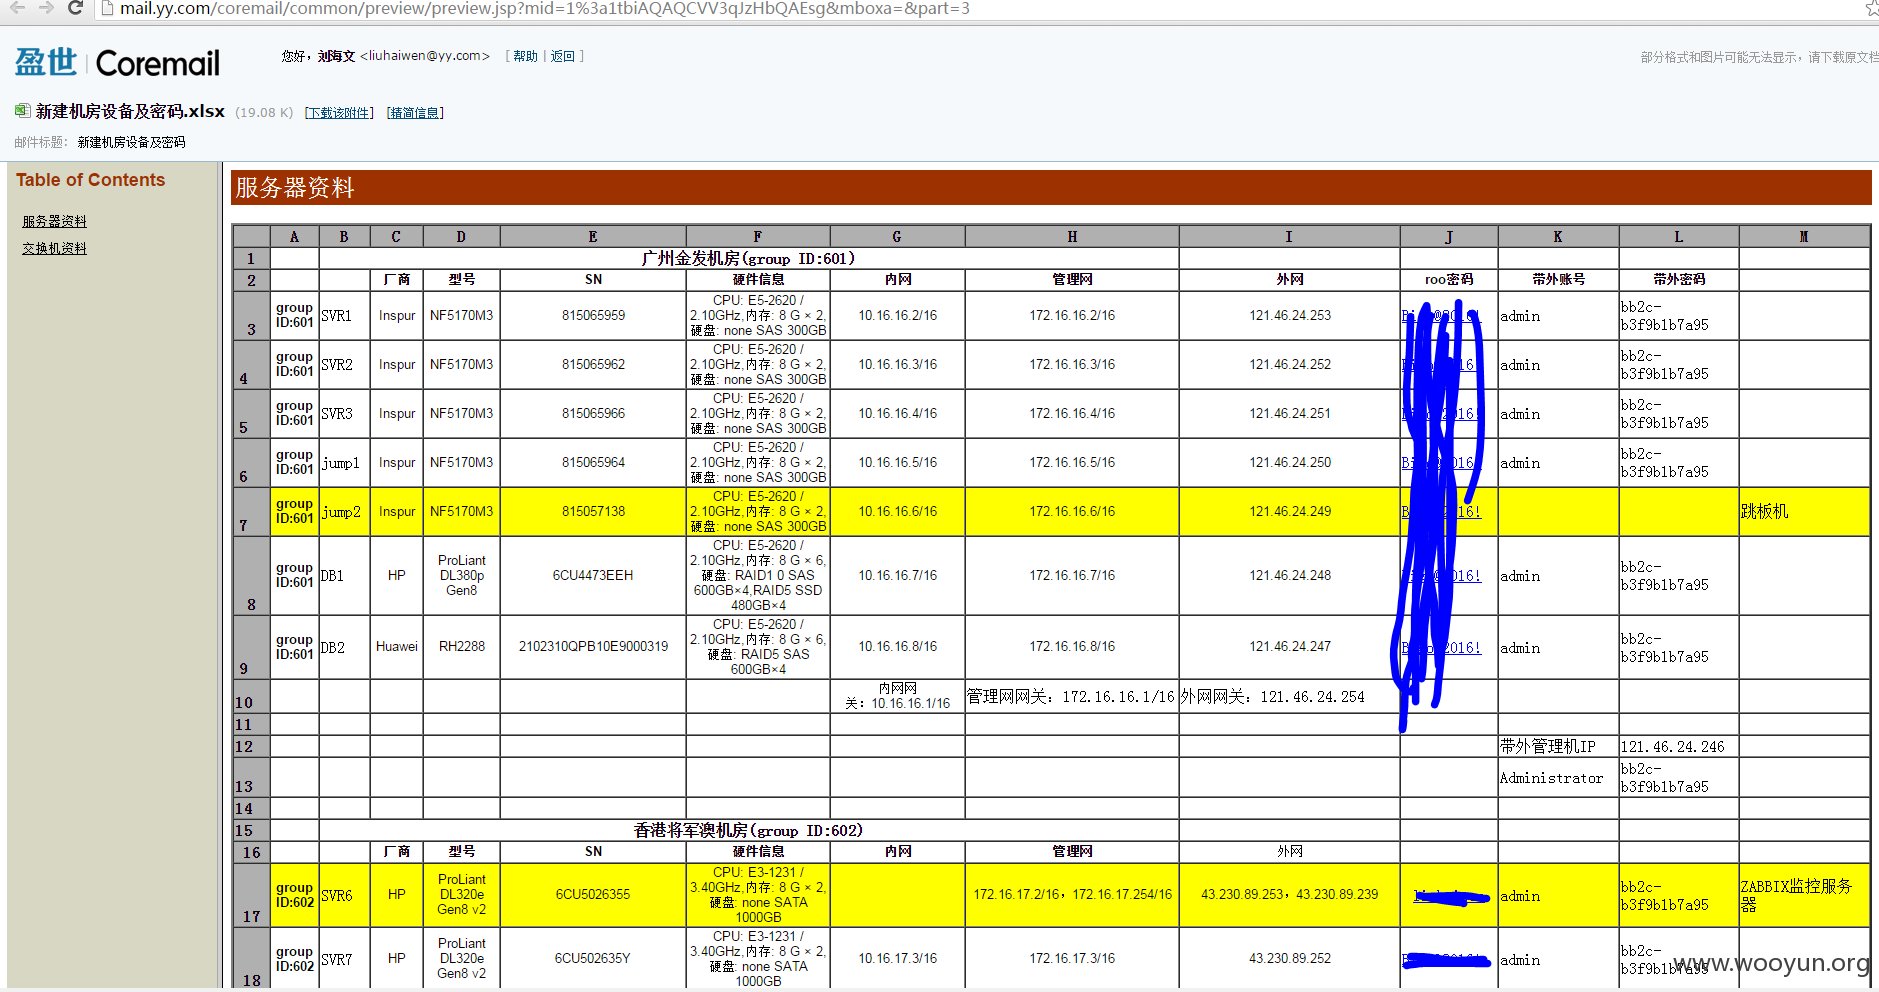 mail.yy.com/coremail/common/preview/preview.jsp?mid=1%3a1tbiAQAQCVV3qJzHbQAEsg&mboxa=&part=3
盈世 Coremail 您好，刘海文 <liuhaiwen@yy.com> [ 帮助 | 返回 ] 部分格式和图片可能无法显示，请下载原文档
新建机房设备及密码.xlsx (19.08 K) [下载该附件] [精简信息]
邮件标题: 新建机房设备及密码
Table of Contents
服务器资料
交换机资料
服务器资料
A B C D E F G H I J K L M
1 广州金发机房(group ID:601)
2 厂商 型号 SN 硬件信息 内网 管理网 外网 roo密码 带外账号 带外密码
3 group ID:601 SVR1 Inspur NF5170M3 815065959 CPU: E5-2620 / 2.10GHz,内存: 8 G × 2,硬盘: none SAS 300GB 10.16.16.2/16 172.16.16.2/16 121.46.24.253 admin bb2c-b3f9b1b7a95
4 group ID:601 SVR2 Inspur NF5170M3 815065962 CPU: E5-2620 / 2.10GHz,内存: 8 G × 2,硬盘: none SAS 300GB 10.16.16.3/16 172.16.16.3/16 121.46.24.252 admin bb2c-b3f9b1b7a95
5 group ID:601 SVR3 Inspur NF5170M3 815065966 CPU: E5-2620 / 2.10GHz,内存: 8 G × 2,硬盘: none SAS 300GB 10.16.16.4/16 172.16.16.4/16 121.46.24.251 admin bb2c-b3f9b1b7a95
6 group ID:601 jump1 Inspur NF5170M3 815065964 CPU: E5-2620 / 2.10GHz,内存: 8 G × 2,硬盘: none SAS 300GB 10.16.16.5/16 172.16.16.5/16 121.46.24.250 admin bb2c-b3f9b1b7a95
7 group ID:601 jump2 Inspur NF5170M3 815057138 CPU: E5-2620 / 2.10GHz,内存: 8 G × 2,硬盘: none SAS 300GB 10.16.16.6/16 172.16.16.6/16 121.46.24.249 跳板机
8 group ID:601 DB1 HP ProLiant DL380p Gen8 6CU4473EEH CPU: E5-2620 / 2.10GHz,内存: 8 G × 6,硬盘: RAID1 0 SAS 600GB×4,RAID5 SSD 480GB×4 10.16.16.7/16 172.16.16.7/16 121.46.24.248 admin bb2c-b3f9b1b7a95
9 group ID:601 DB2 Huawei RH2288 2102310QPB10E9000319 CPU: E5-2620 / 2.10GHz,内存: 8 G × 6,硬盘: RAID5 SAS 600GB×4 10.16.16.8/16 172.16.16.8/16 121.46.24.247 admin bb2c-b3f9b1b7a95
10 内网网关: 10.16.16.1/16 管理网网关: 172.16.16.1/16 外网网关: 121.46.24.254
11
12 带外管理机IP 121.46.24.246
13 Administrator bb2c-b3f9b1b7a95
14
15 香港将军澳机房(group ID:602)
16 厂商 型号 SN 硬件信息 内网 管理网 外网
17 group ID:602 SVR6 HP ProLiant DL320e Gen8 v2 6CU5026355 CPU: E3-1231 / 3.40GHz,内存: 8 G × 2,硬盘: none SATA 1000GB 172.16.17.2/16, 172.16.17.254/16 43.230.89.253, 43.230.89.239 admin bb2c-b3f9b1b7a95 ZABBIX监控服务器
18 group ID:602 SVR7 HP ProLiant DL320e Gen8 v2 6CU502635Y CPU: E3-1231 / 3.40GHz,内存: 8 G × 2,硬盘: none SATA 1000GB 10.16.17.3/16 172.16.17.3/16 43.230.89.252 admin bb2c-b3f9b1b7a95
www.wooyun.org